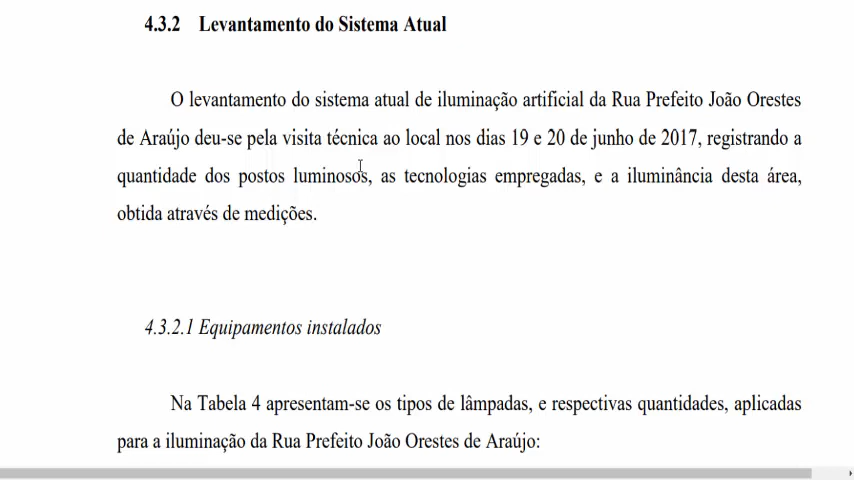 4.3.2 Levantamento do Sistema Atual
O levantamento do sistema atual de iluminação artificial da Rua Prefeito João Orestes
de Araújo deu-se pela visita técnica ao local nos dias 19 e 20 de junho de 2017, registrando a
quantidade dos postos luminosos, as tecnologias empregadas, e a iluminância desta área,
obtida através de medições.
4.3.2.1 Equipamentos instalados
Na Tabela 4 apresentam-se os tipos de lâmpadas, e respectivas quantidades, aplicadas
para a iluminação da Rua Prefeito João Orestes de Araújo: